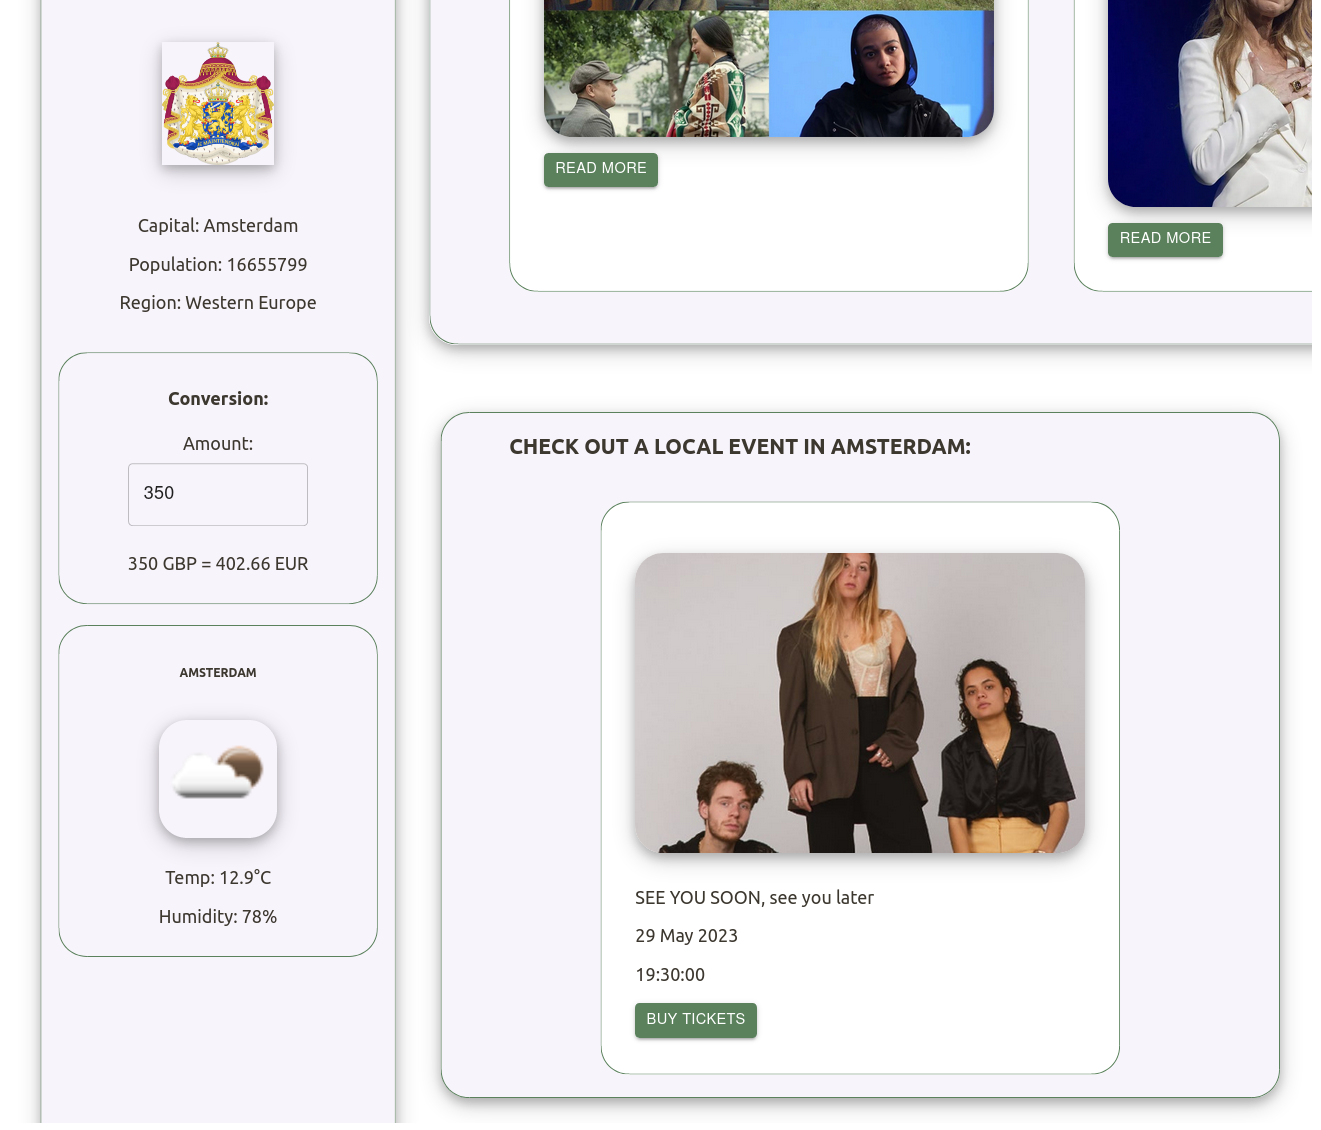 JE MAINTIENDRAI
Capital: Amsterdam
Population: 16655799
Region: Western Europe
Conversion:
Amount:
350
350 GBP = 402.66 EUR
AMSTERDAM
Temp: 12.9°C
Humidity: 78%
READ MORE
READ MORE
CHECK OUT A LOCAL EVENT IN AMSTERDAM:
SEE YOU SOON, see you later
29 May 2023
19:30:00
BUY TICKETS